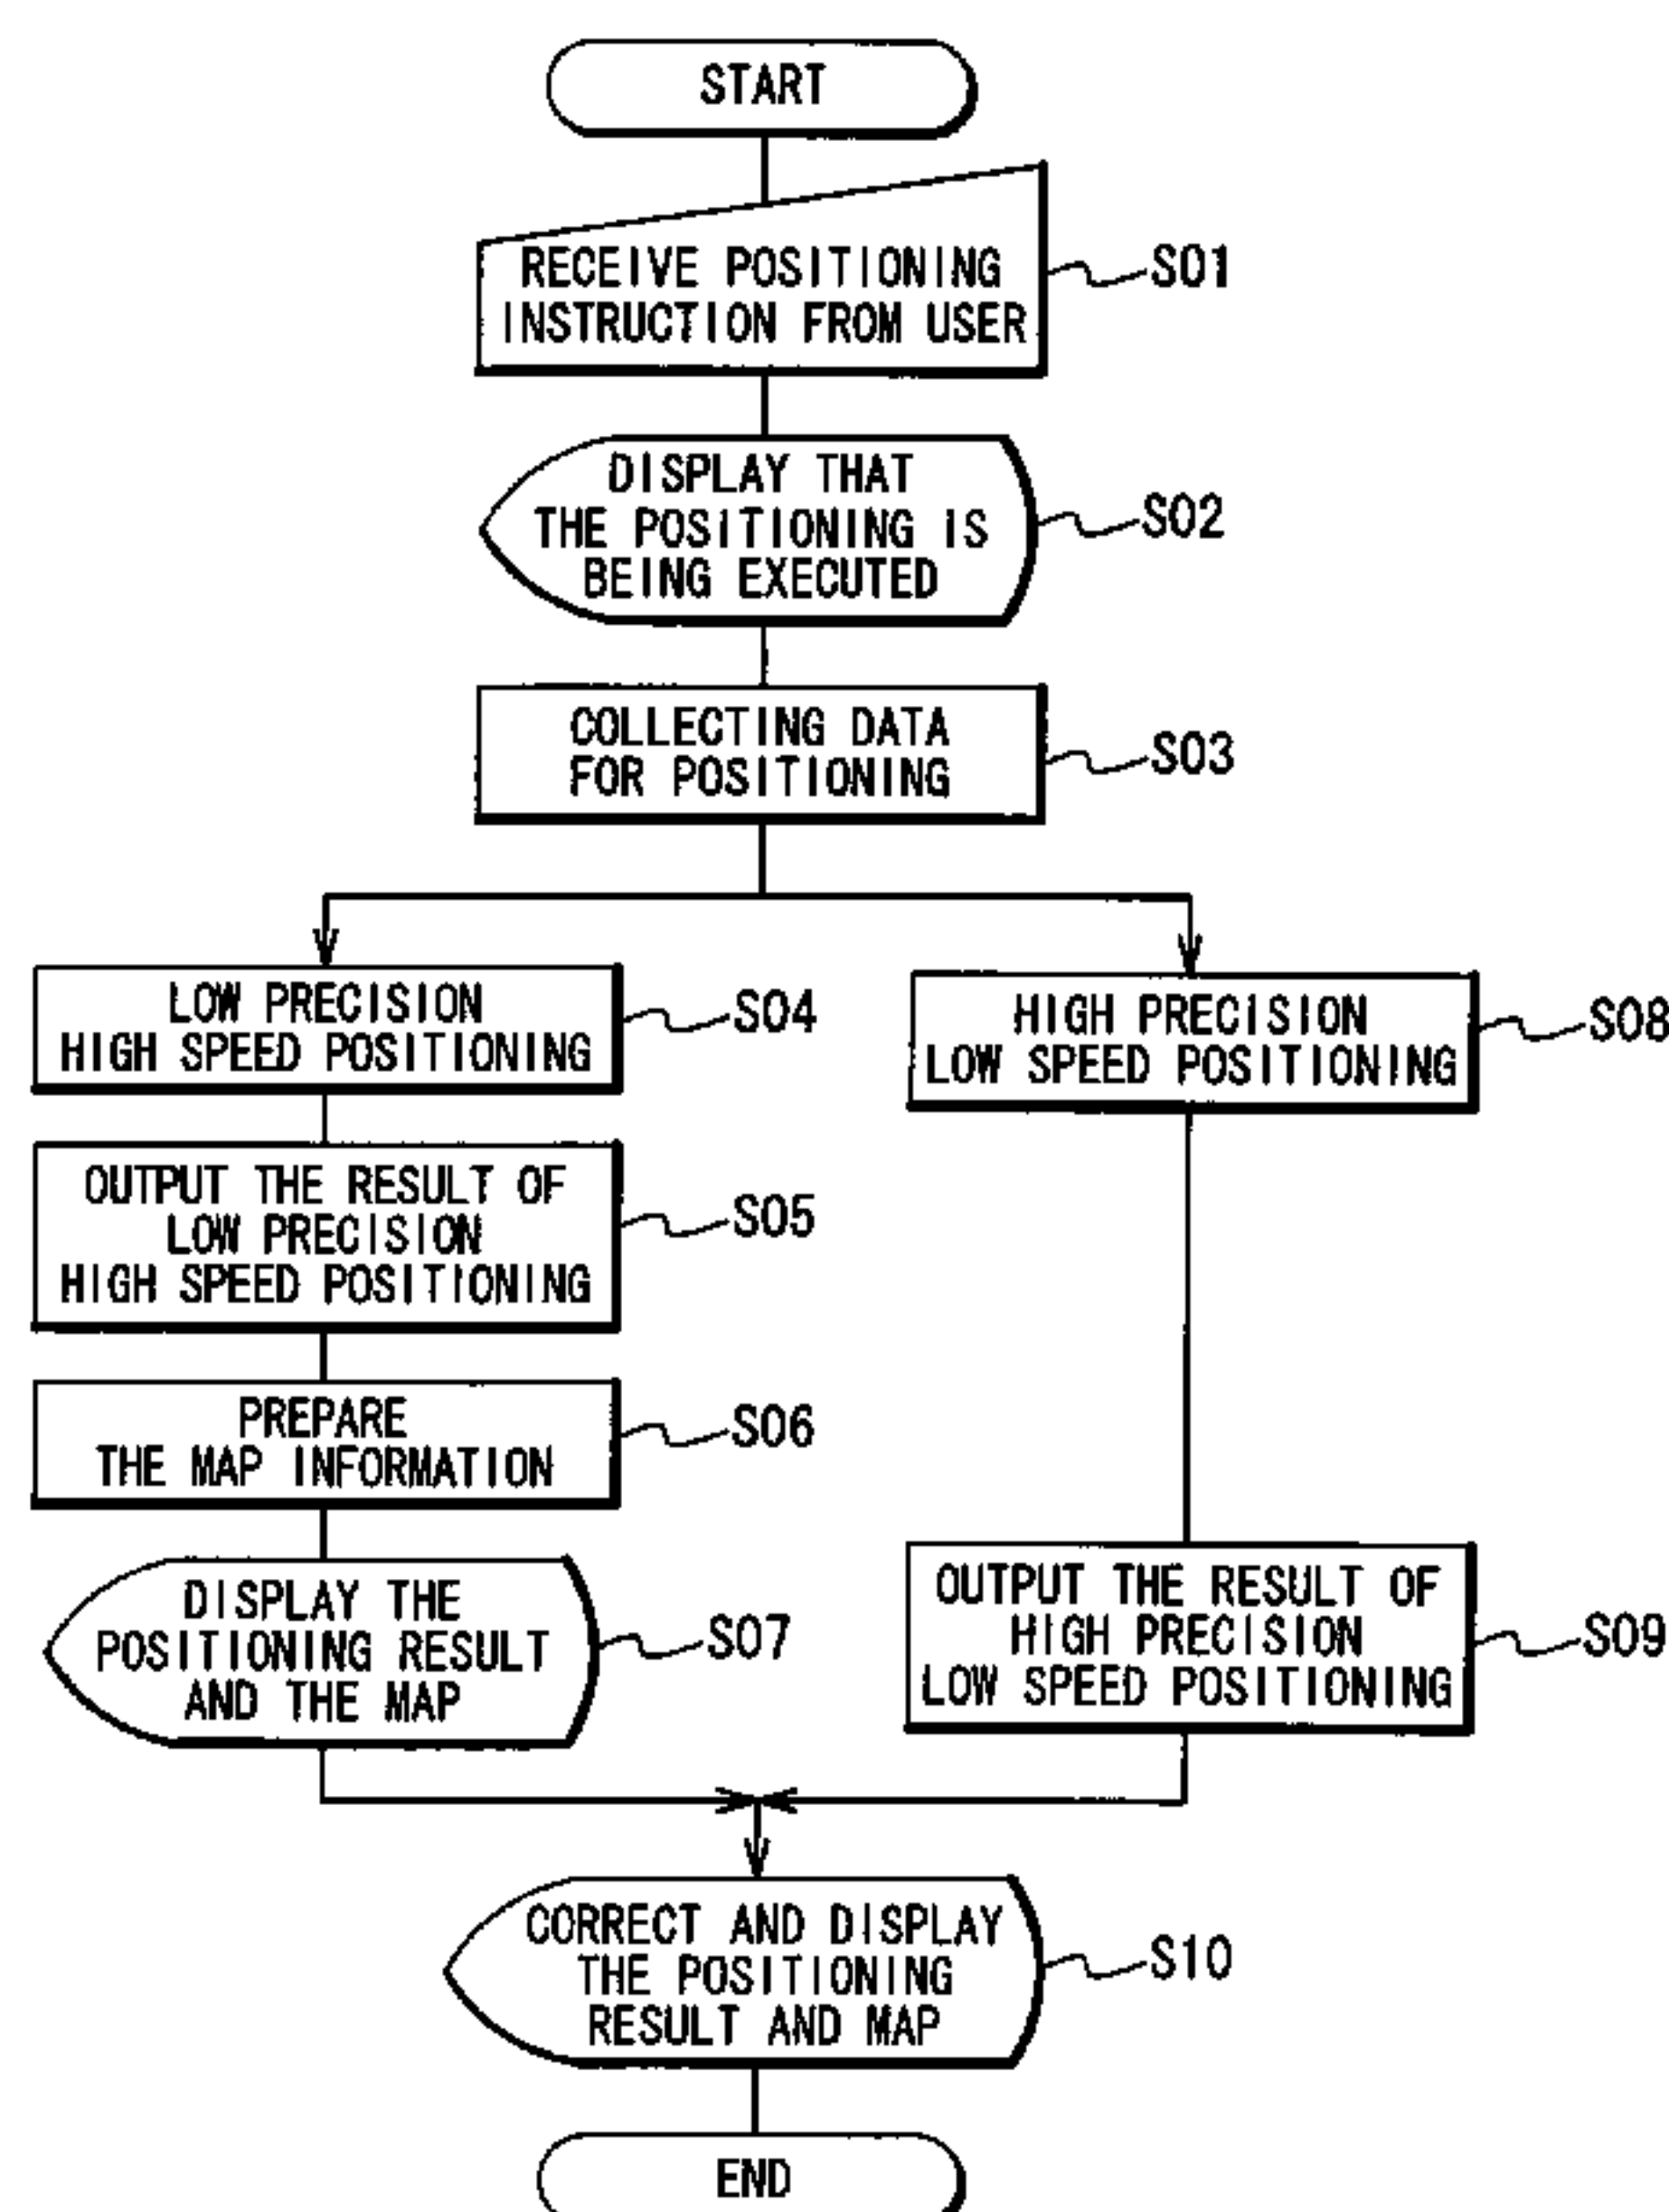 START
RECEIVE POSITIONING
INSTRUCTION FROM USER
S01
DISPLAY THAT
THE POSITIONING IS
BEING EXECUTED
S02
COLLECTING DATA
FOR POSITIONING
S03
LOW PRECISION
HIGH SPEED POSITIONING
S04
HIGH PRECISION
LOW SPEED POSITIONING
S08
OUTPUT THE RESULT OF
LOW PRECISION
HIGH SPEED POSITIONING
S05
PREPARE
THE MAP INFORMATION
S06
DISPLAY THE
POSITIONING RESULT
AND THE MAP
S07
OUTPUT THE RESULT OF
HIGH PRECISION
LOW SPEED POSITIONING
S09
CORRECT AND DISPLAY
THE POSITIONING
RESULT AND MAP
S10
END